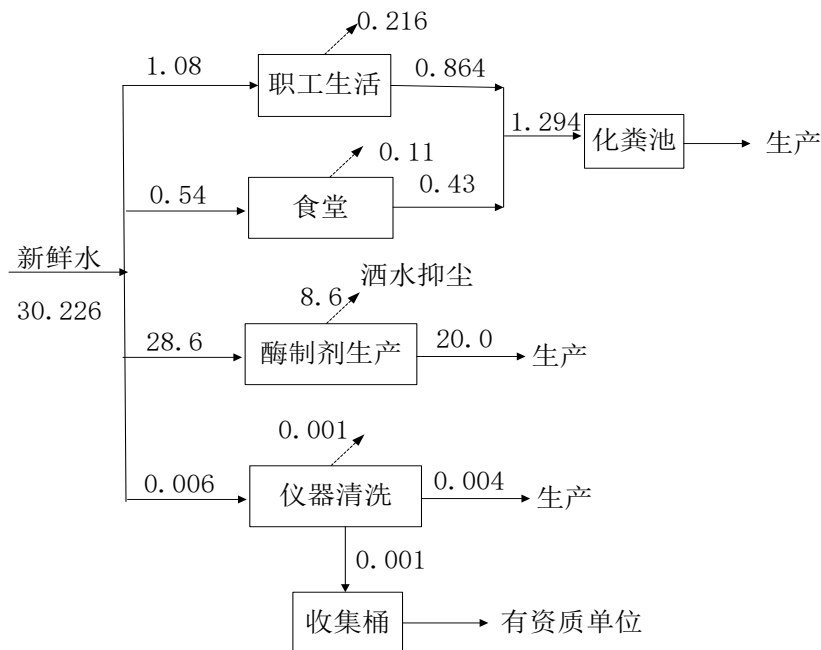 0.216
1.08
职工生活
0.864
1.294
化粪池
生产
0.11
0.54
食堂
0.43
新鲜水
30.226
洒水抑尘
8.6
28.6
酶制剂生产
20.0
生产
0.001
0.006
仪器清洗
0.004
生产
0.001
收集桶
有资质单位